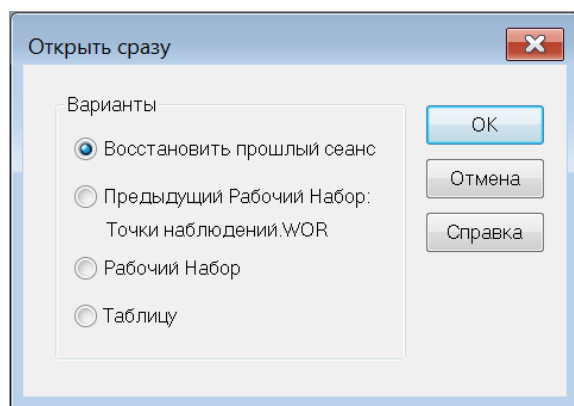 Открыть сразу
Варианты
Восстановить прошлый сеанс
Предыдущий Рабочий Набор:
Точки наблюдений.WOR
Рабочий Набор
Таблицу
OK
Отмена
Справка